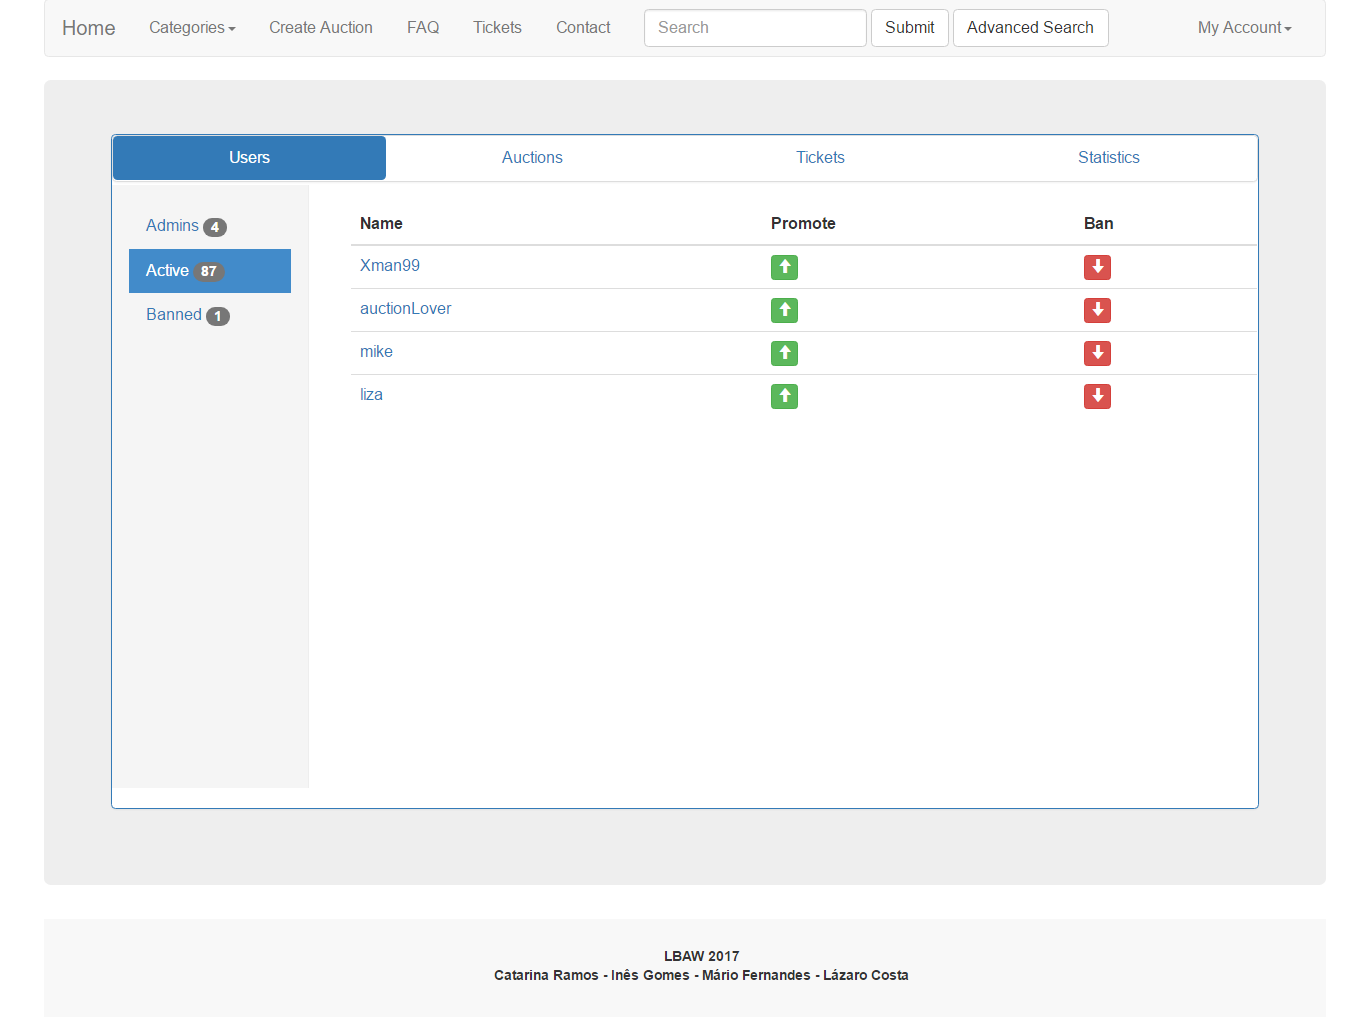 Home Categories Create Auction FAQ Tickets Contact Search Submit Advanced Search My Account
Users Auctions Tickets Statistics
Admins 4
Active 87
Banned 1
Name Promote Ban
Xman99
auctionLover
mike
liza
LBAW 2017
Catarina Ramos - Inês Gomes - Mário Fernandes - Lázaro Costa